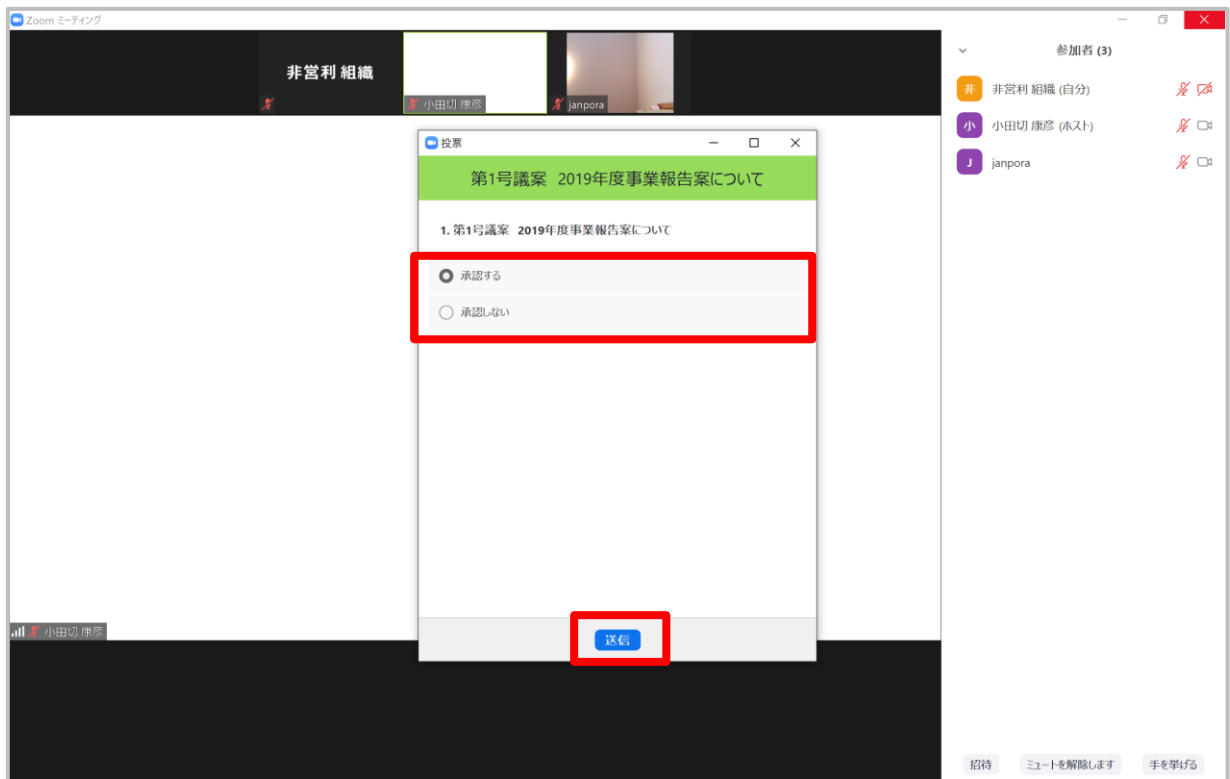 Zoom ミーティング
非営利 組織
小田切 康彦
janpora
参加者 (3)
非 非営利 組織 (自分)
小 小田切 康彦 (ホスト)
J janpora
投票
第1号議案 2019年度事業報告案について
1. 第1号議案 2019年度事業報告案について
承認する
承認しない
送信
小田切 康彦
招待 ミュートを解除します 手を挙げる